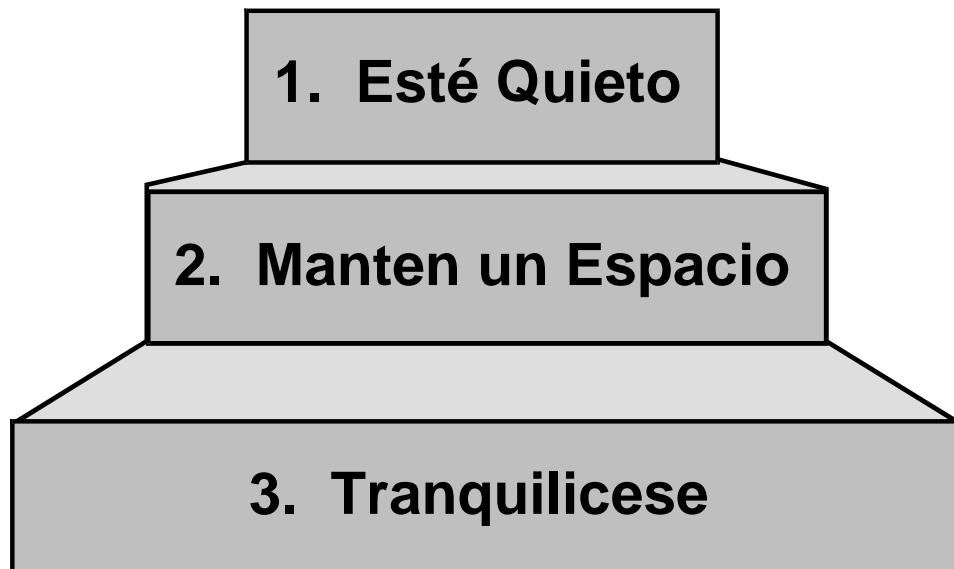 1. Esté Quieto
2. Manten un Espacio
3. Tranquilicese